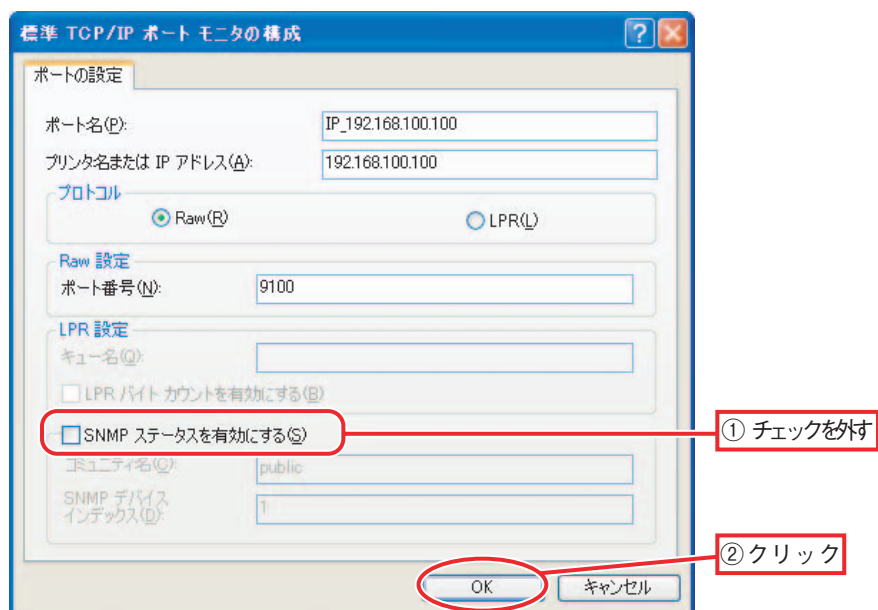 標準 TCP/IP ポート モニタの構成
ポートの設定
ポート名(P):
IP_192.168.100.100
プリンタ名または IP アドレス(A):
192.168.100.100
プロトコル
Raw(R)
LPR(L)
Raw 設定
ポート番号(N):
9100
LPR 設定
キュー名(Q):
LPR バイト カウントを有効にする(B)
SNMP ステータスを有効にする(S)
① チェックを外す
コミュニティ名(C):
public
SNMP デバイス
インデックス(D):
1
②クリック
OK
キャンセル